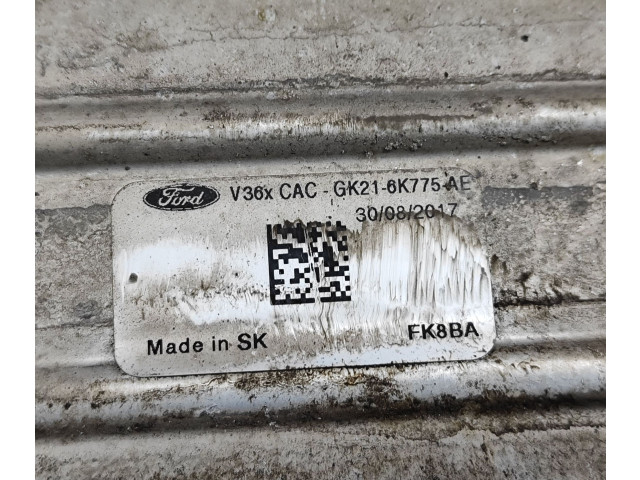 Ford V36x CAC - GK21-6K775-AE
30/08/2017
Made in SK FK8BA